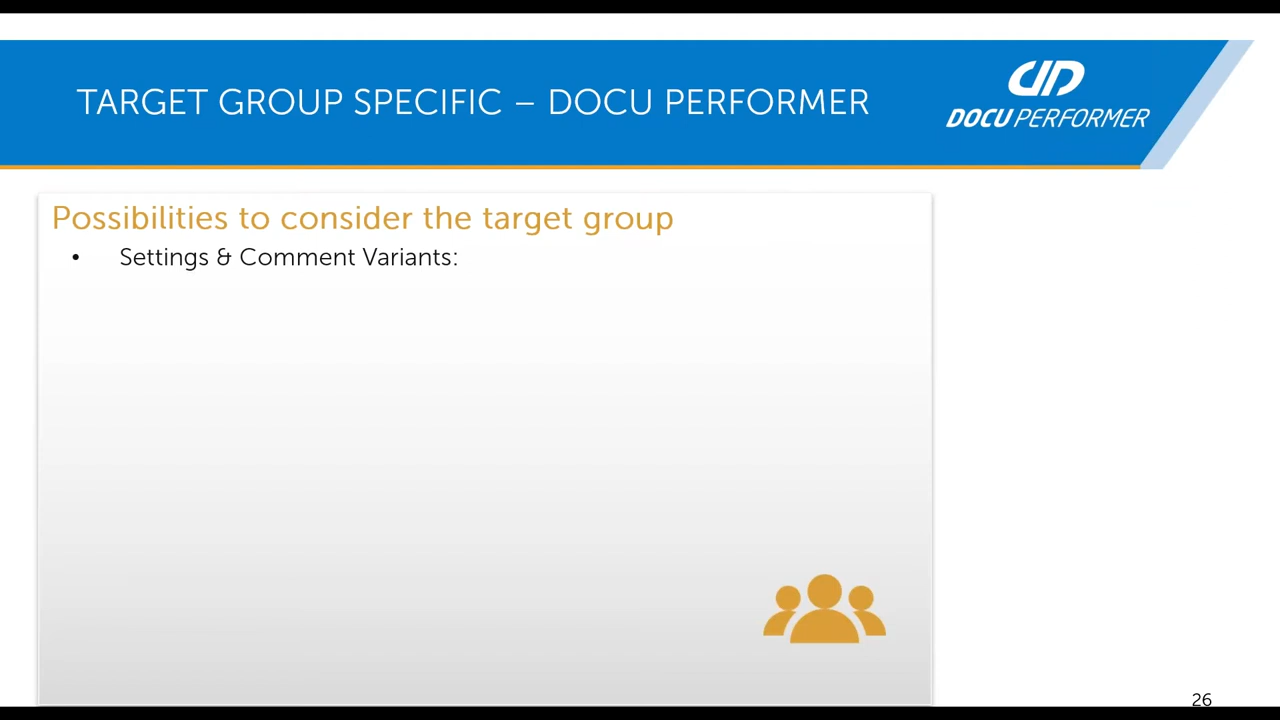 TARGET GROUP SPECIFIC – DOCU PERFORMER
DOCU PERFORMER
Possibilities to consider the target group
• Settings & Comment Variants:
26